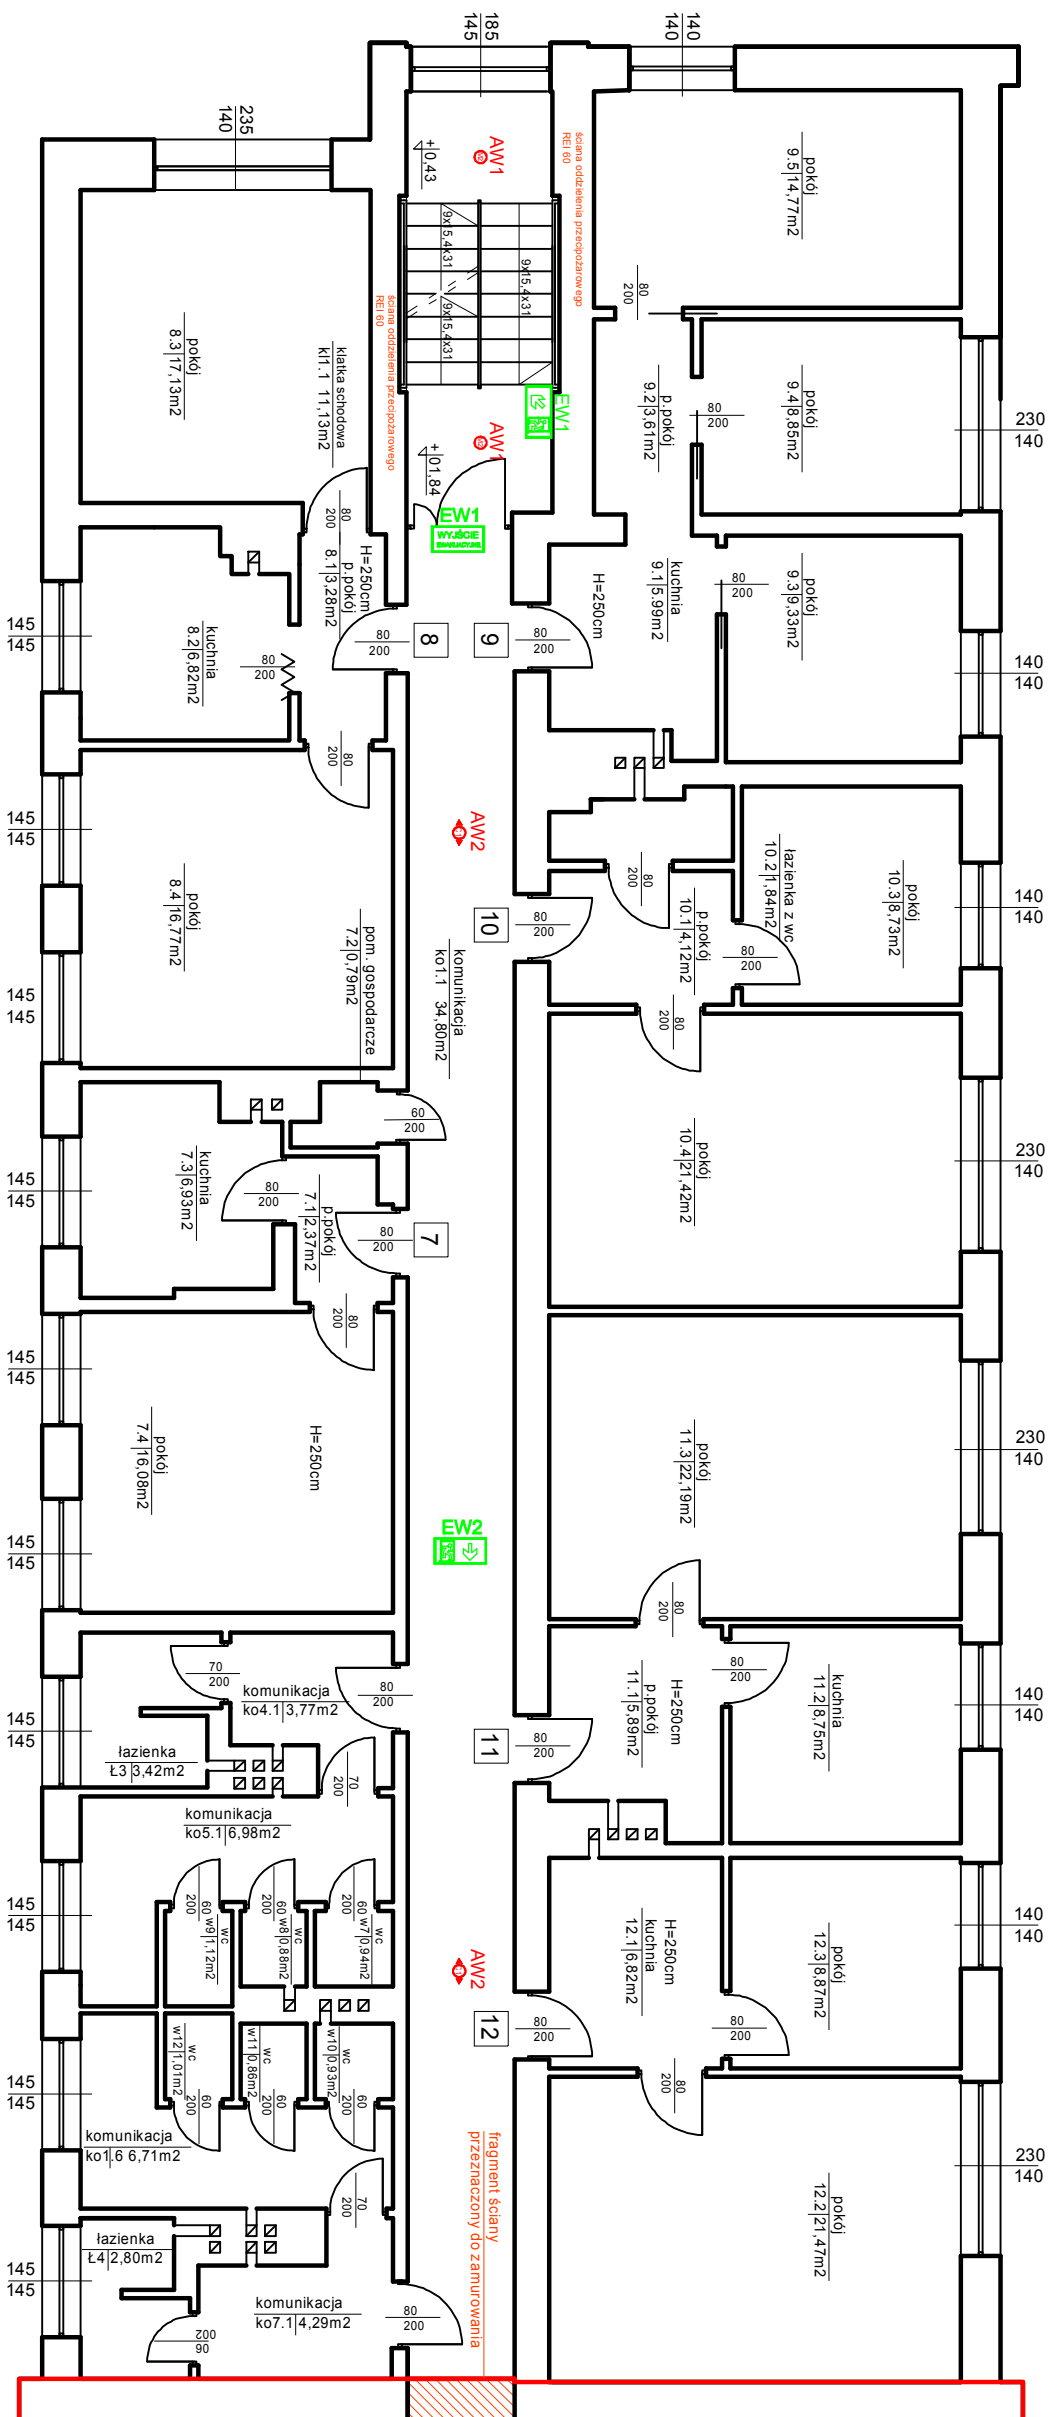 185
145
140
140
235
140
AW1
+0,43
ściana oddzielenia przecipożarowego
REI 60
pokój
9.5 14,77m2
9x15,4x31
9x15,4x31
9x15,4x31
80
200
ściana oddzielenia przecipożarowego
REI 60
pokój
8.3 17,13m2
klatka schodowa
kl1.1 11,13m2
EW1
AW1
+01,84
p.pokój
9.2 3,61m2
80
200
pokój
9.4 8,85m2
230
140
EW1
WYJŚCIE
EWAKUACYJNE
80
200
H=250cm
p.pokój
8.1 3,28m2
H=250cm
kuchnia
9.1 5.99m2
80
200
pokój
9.3 9,33m2
145
145
kuchnia
8.2 6,82m2
80
200
80
200
8
9
80
200
140
140
80
200
145
145
AW2
pokój
8.4 16,77m2
80
200
łazienka z wc
10.2 1,84m2
pokój
10.3 8,73m2
140
140
10
80
200
p.pokój
10.1 4,12m2
80
200
pom. gospodarcze
7.2 0,79m2
komunikacja
ko1.1 34,80m2
145
145
80
200
60
200
145
145
kuchnia
7.3 6,93m2
80
200
p.pokój
7.1 2,37m2
80
200
7
pokój
10.4 21,42m2
230
140
80
200
145
145
pokój
7.4 16,08m2
H=250cm
pokój
11.3 22,19m2
230
140
EW2
145
145
80
200
70
200
komunikacja
ko4.1 3,77m2
80
200
H=250cm
p.pokój
11.1 5,89m2
80
200
kuchnia
11.2 8,75m2
140
140
145
145
łazienka
Ł3 3,42m2
70
200
11
80
200
komunikacja
ko5.1 6,98m2
145
145
60
200
60
200
60
200
wc
w9 1,12m2
wc
w8 0,88m2
wc
w7 0,94m2
AW2
H=250cm
kuchnia
12.1 6,82m2
pokój
12.3 8,87m2
140
140
12
80
200
80
200
wc
w12 1,01m2
wc
w11 0,86m2
wc
w10 0,93m2
145
145
60
200
60
200
60
200
80
200
komunikacja
ko1.6 6,71m2
70
200
fragment ściany
przeznaczony do zamurowania
pokój
12.2 21,47m2
230
140
łazienka
Ł4 2,80m2
145
145
komunikacja
ko7.1 4,29m2
80
200
90
200